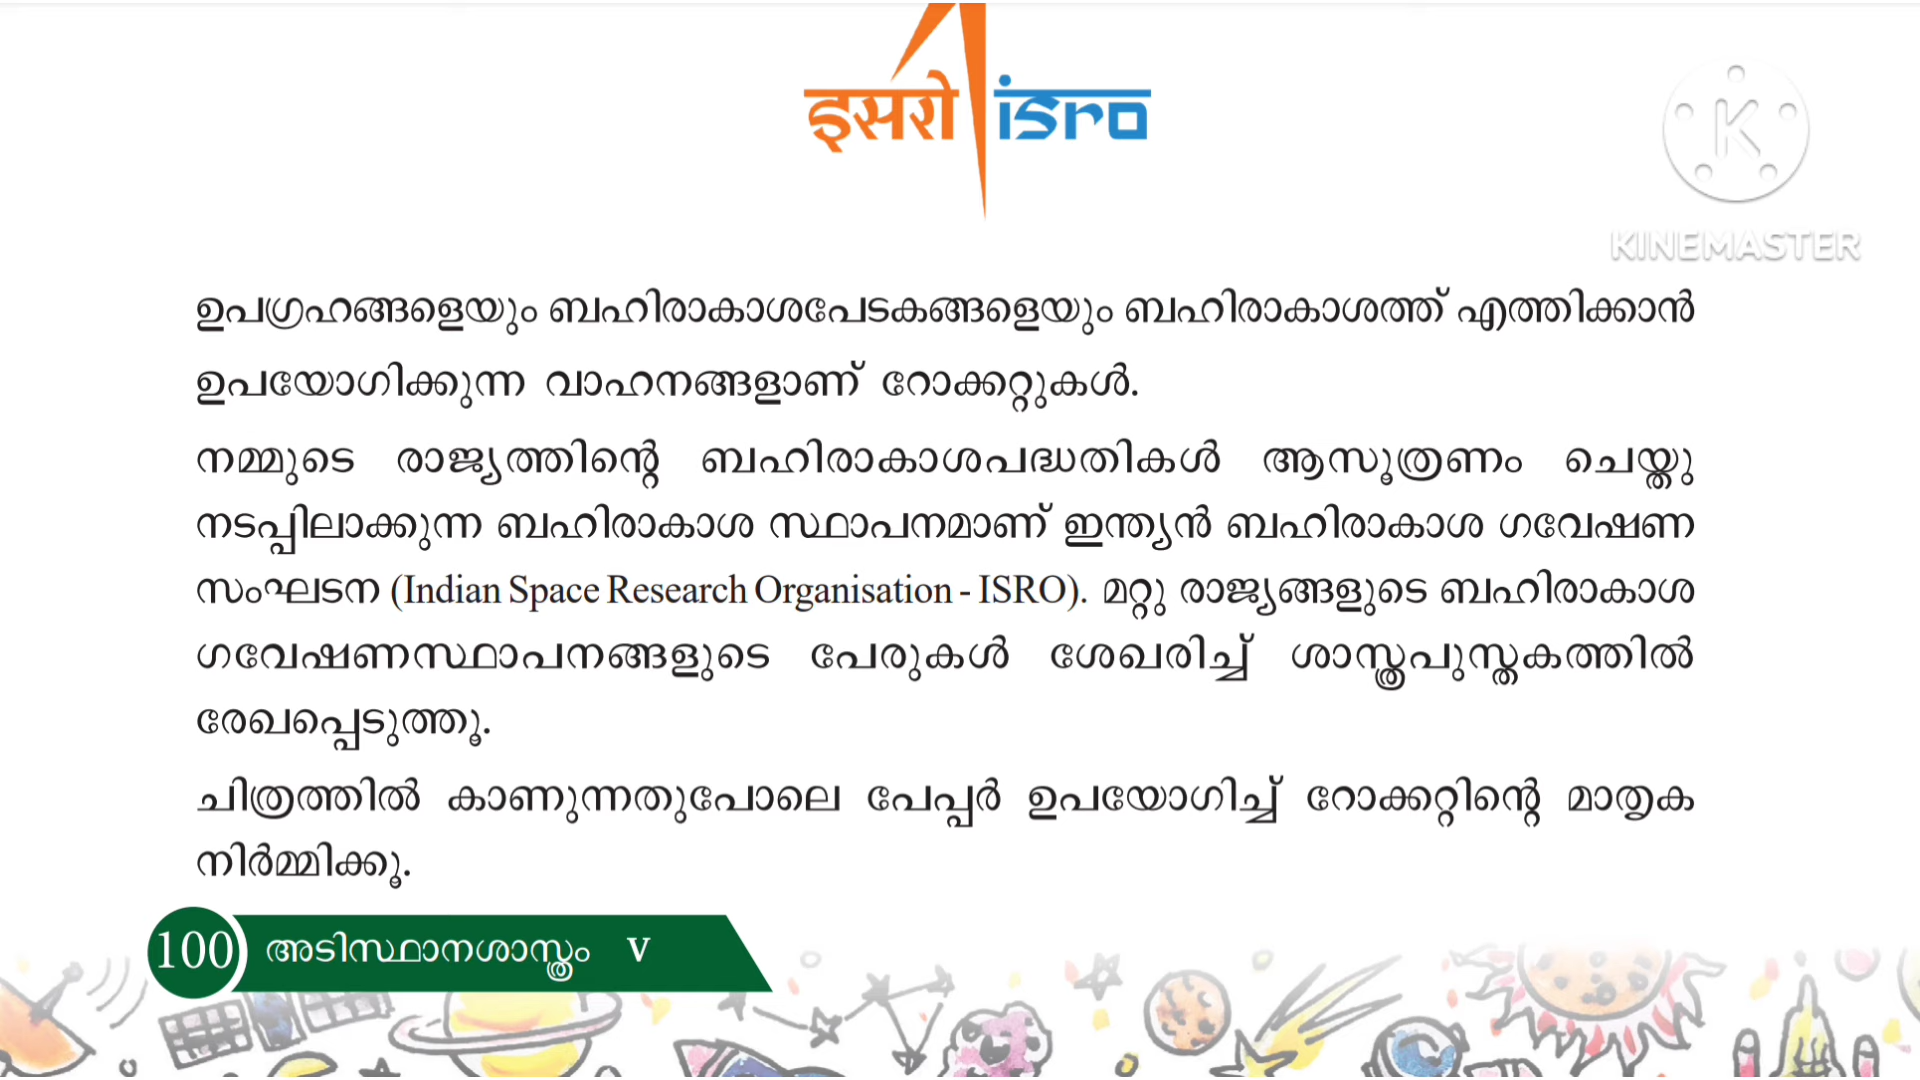 इसरो isro
KINEMASTER
ഉപഗ്രഹങ്ങളെയും ബഹിരാകാശപേടകങ്ങളെയും ബഹിരാകാശത്ത് എത്തിക്കാൻ
ഉപയോഗിക്കുന്ന വാഹനങ്ങളാണ് റോക്കറ്റുകൾ.
നമ്മുടെ രാജ്യത്തിന്റെ ബഹിരാകാശപദ്ധതികൾ ആസൂത്രണം ചെയ്തു
നടപ്പിലാക്കുന്ന ബഹിരാകാശ സ്ഥാപനമാണ് ഇന്ത്യൻ ബഹിരാകാശ ഗവേഷണ
സംഘടന (Indian Space Research Organisation - ISRO). മറ്റു രാജ്യങ്ങളുടെ ബഹിരാകാശ
ഗവേഷണസ്ഥാപനങ്ങളുടെ പേരുകൾ ശേഖരിച്ച് ശാസ്ത്രപുസ്തകത്തിൽ
രേഖപ്പെടുത്തൂ.
ചിത്രത്തിൽ കാണുന്നതുപോലെ പേപ്പർ ഉപയോഗിച്ച് റോക്കറ്റിന്റെ മാതൃക
നിർമ്മിക്കൂ.
100 അടിസ്ഥാനശാസ്ത്രം V